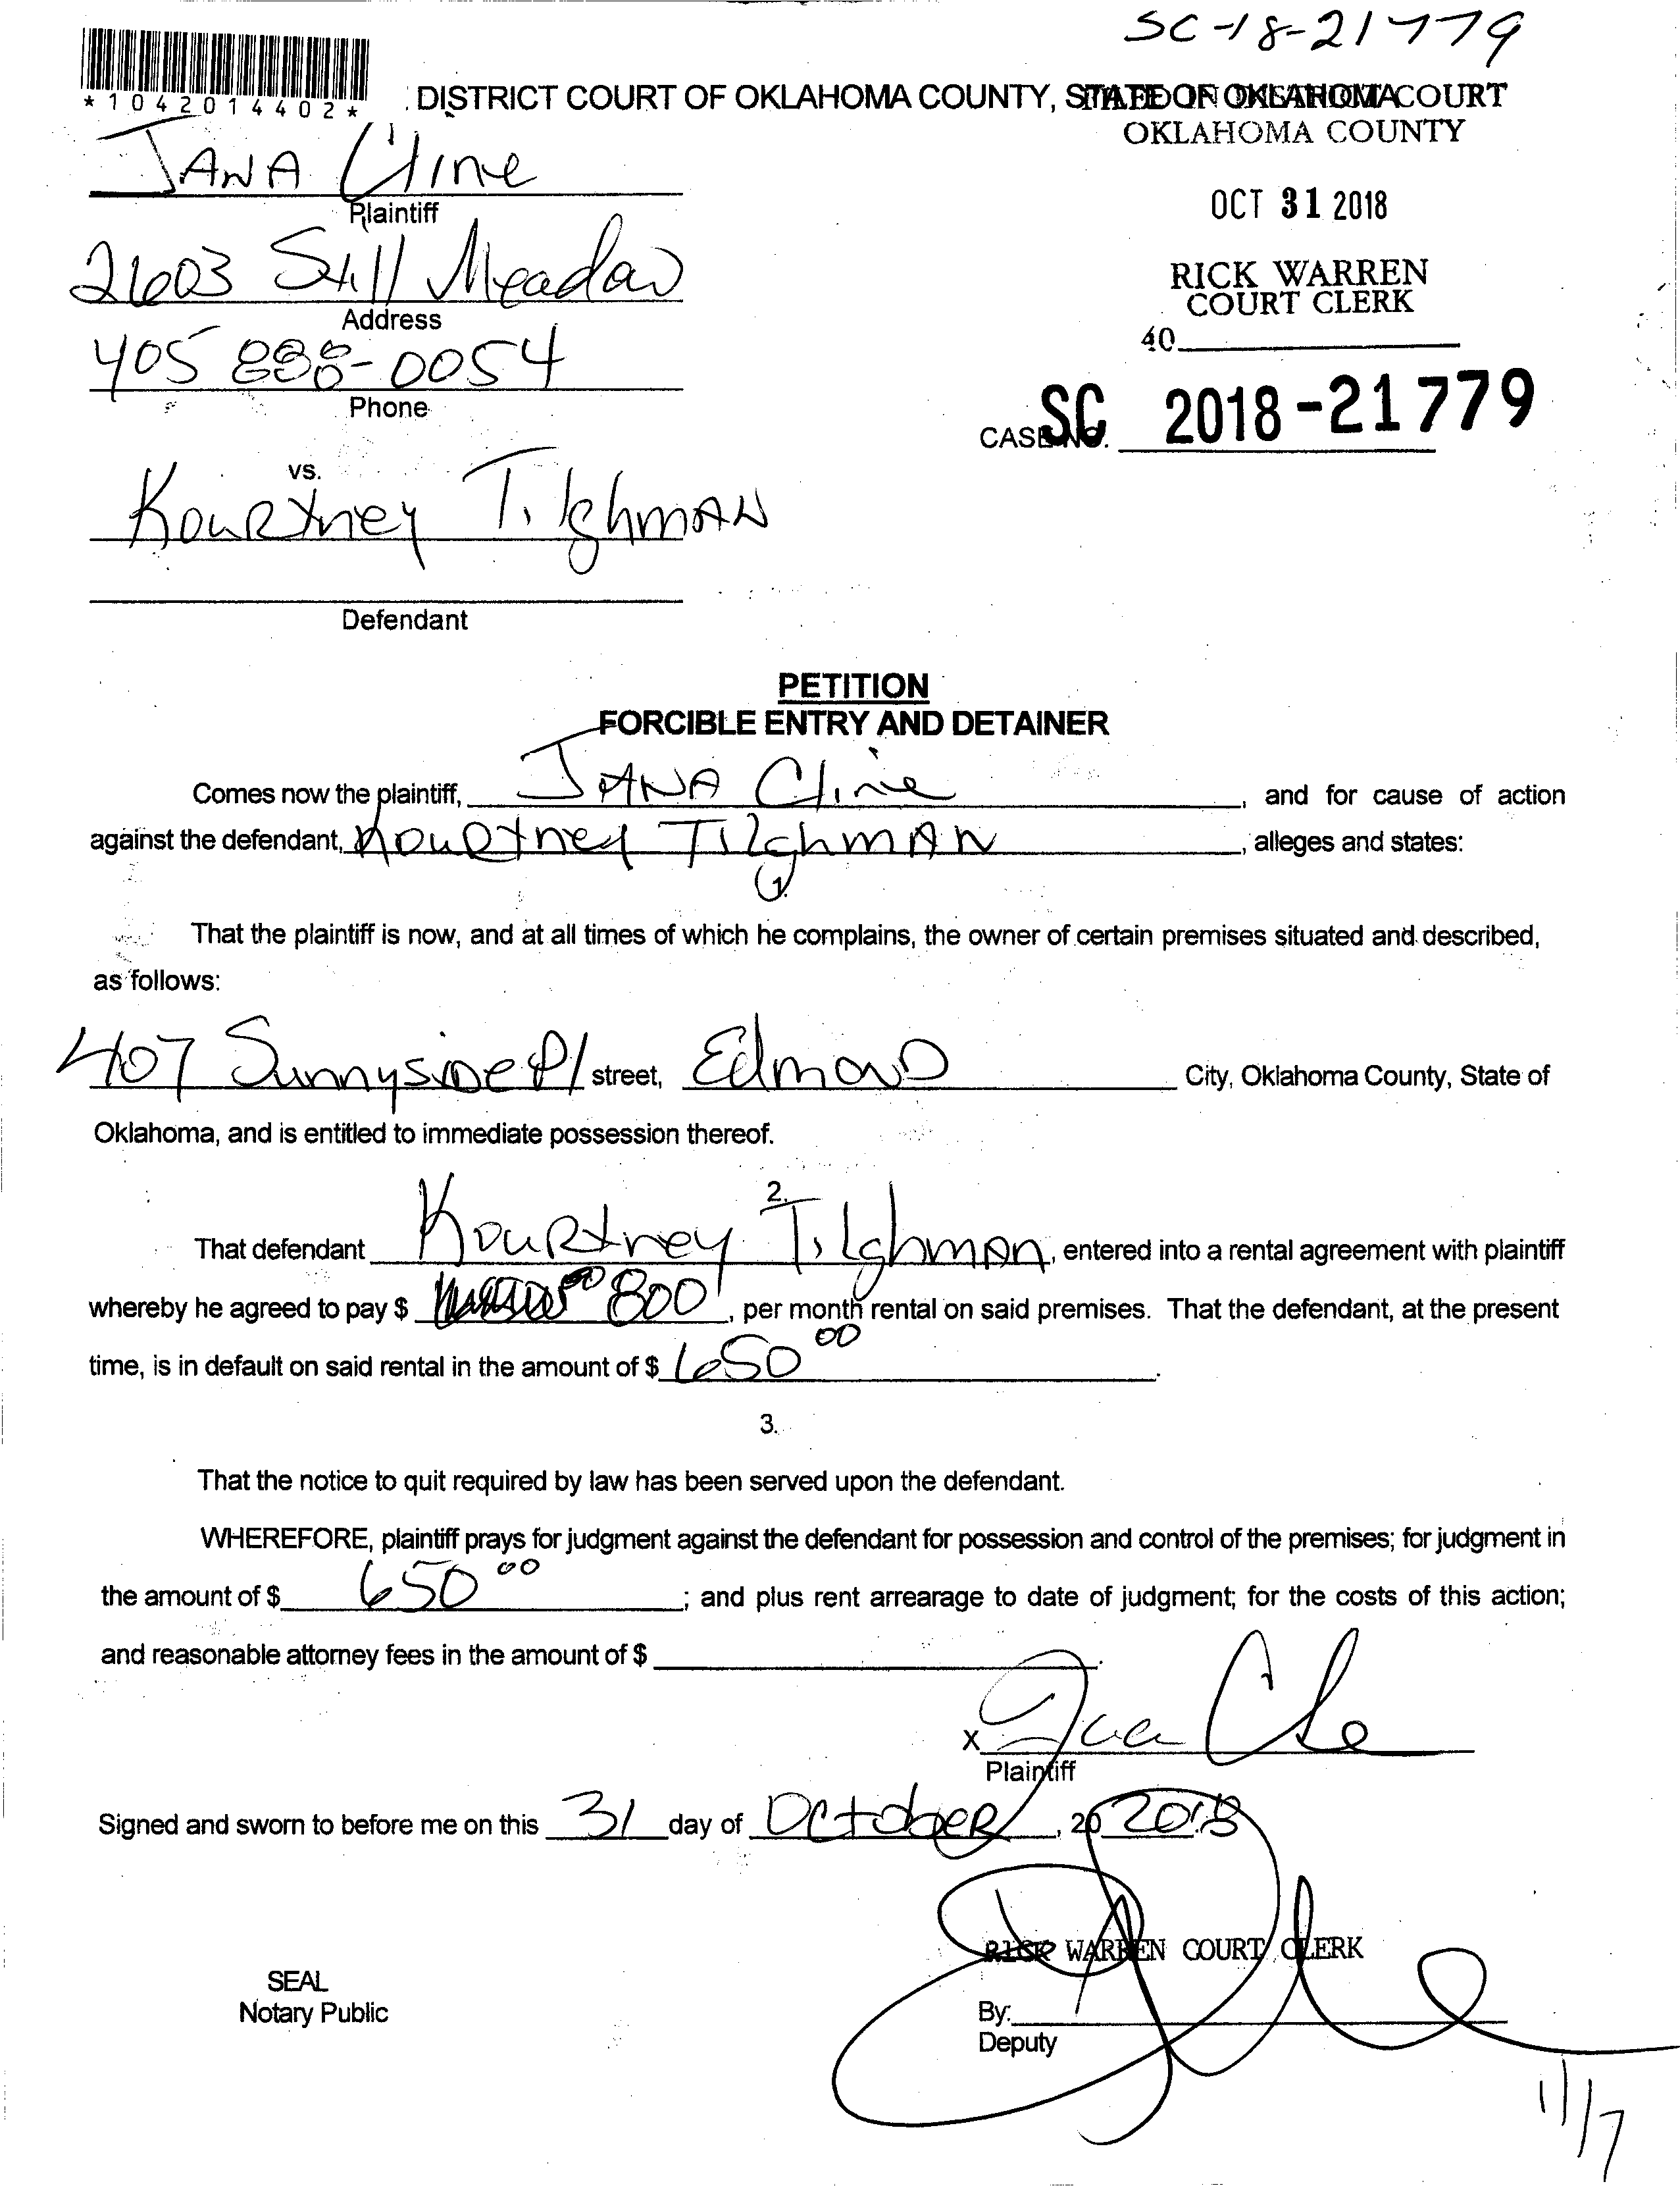 SC-18-21779
*1042014402*
DISTRICT COURT OF OKLAHOMA COUNTY, STATE OF OKLAHOMA
FILED IN DISTRICT COURT
OKLAHOMA COUNTY
JANA Cline
Plaintiff
OCT 31 2018
2603 Still Meadow
Address
RICK WARREN
COURT CLERK
405 888-0054
Phone
40
CASE NO. SC 2018-21779
vs.
Kourtney Tilghman
Defendant
PETITION
FORCIBLE ENTRY AND DETAINER
Comes now the plaintiff, JANA Cline, and for cause of action
against the defendant, Kourtney TilghmAN, alleges and states:
1.
That the plaintiff is now, and at all times of which he complains, the owner of certain premises situated and described,
as follows:
407 Sunnyside Pl street, Edmond City, Oklahoma County, State of
Oklahoma, and is entitled to immediate possession thereof.
2.
That defendant Kourtney Tilghman, entered into a rental agreement with plaintiff
whereby he agreed to pay $ 800, per month rental on said premises. That the defendant, at the present
time, is in default on said rental in the amount of $ 650 00.
3.
That the notice to quit required by law has been served upon the defendant.
WHEREFORE, plaintiff prays for judgment against the defendant for possession and control of the premises; for judgment in
the amount of $ 650 00; and plus rent arrearage to date of judgment; for the costs of this action;
and reasonable attorney fees in the amount of $
X
Plaintiff
Signed and sworn to before me on this 31 day of October, 20 2018
RICK WARREN COURT CLERK
SEAL
Notary Public
By:
Deputy
11/7